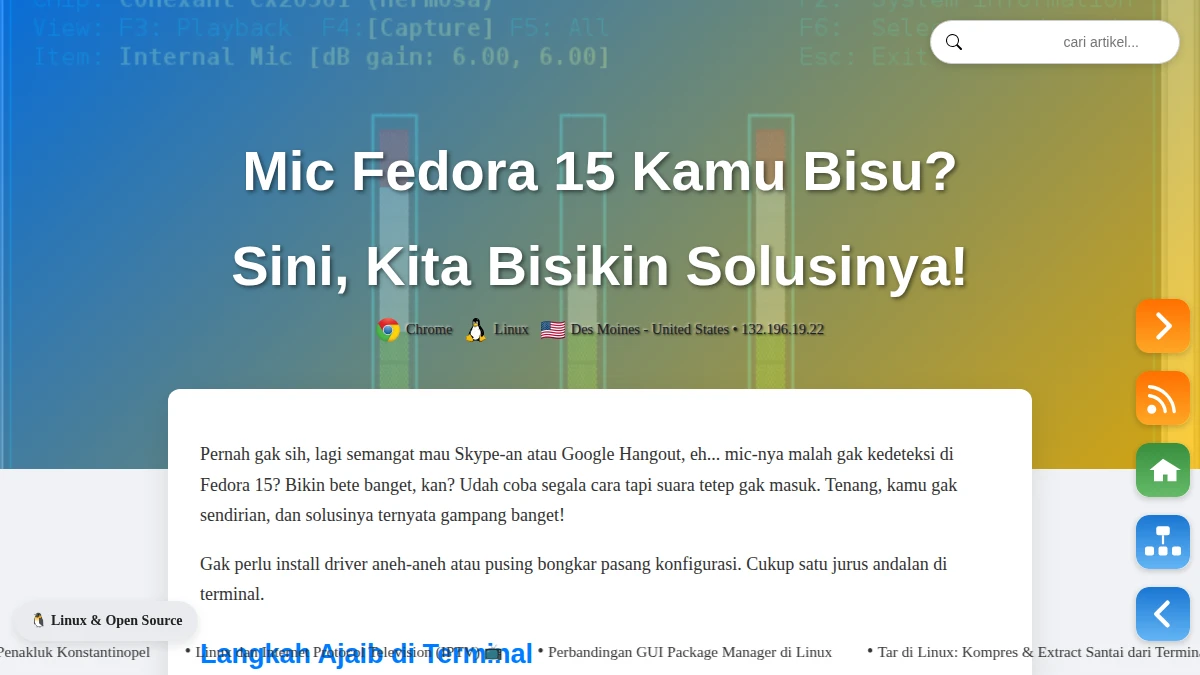 Chip: Conexant Cx20561 (Hermosa)
F2: System information
View: F3: Playback F4:[Capture] F5: All
F6: Sele
Item: Internal Mic [dB gain: 6.00, 6.00]
Esc: Exit
cari artikel...
Mic Fedora 15 Kamu Bisu?
Sini, Kita Bisikin Solusinya!
Chrome Linux Des Moines - United States • 132.196.19.22
Pernah gak sih, lagi semangat mau Skype-an atau Google Hangout, eh... mic-nya malah gak kedeteksi di
Fedora 15? Bikin bete banget, kan? Udah coba segala cara tapi suara tetep gak masuk. Tenang, kamu gak
sendirian, dan solusinya ternyata gampang banget!
Gak perlu install driver aneh-aneh atau pusing bongkar pasang konfigurasi. Cukup satu jurus andalan di
terminal.
Linux & Open Source
Langkah Ajaib di Terminal
Penakluk Konstantinopel • Linux dan Internet Protocol Television (IPTV) • Perbandingan GUI Package Manager di Linux • Tar di Linux: Kompres & Extract Santai dari